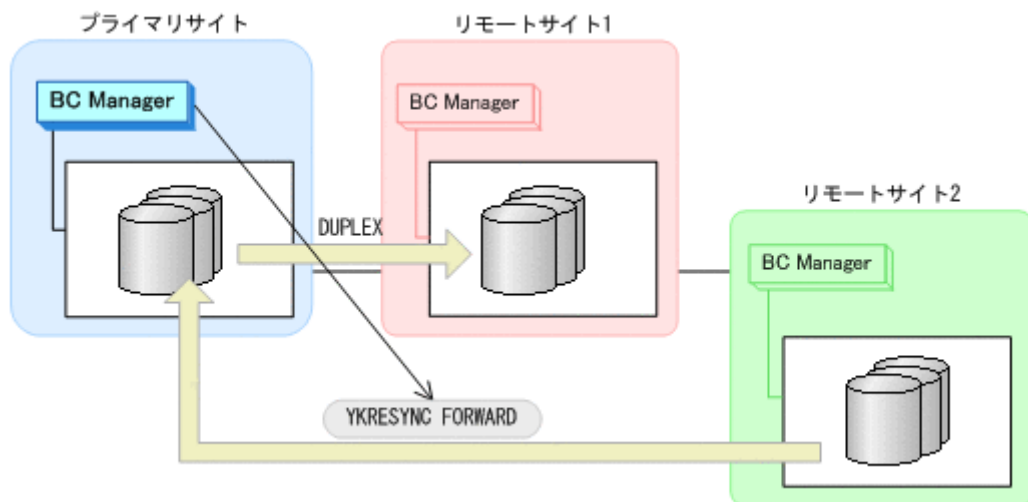 プライマリサイト
リモートサイト1
BC Manager
BC Manager
リモートサイト2
DUPLEX
BC Manager
YKRESYNC FORWARD